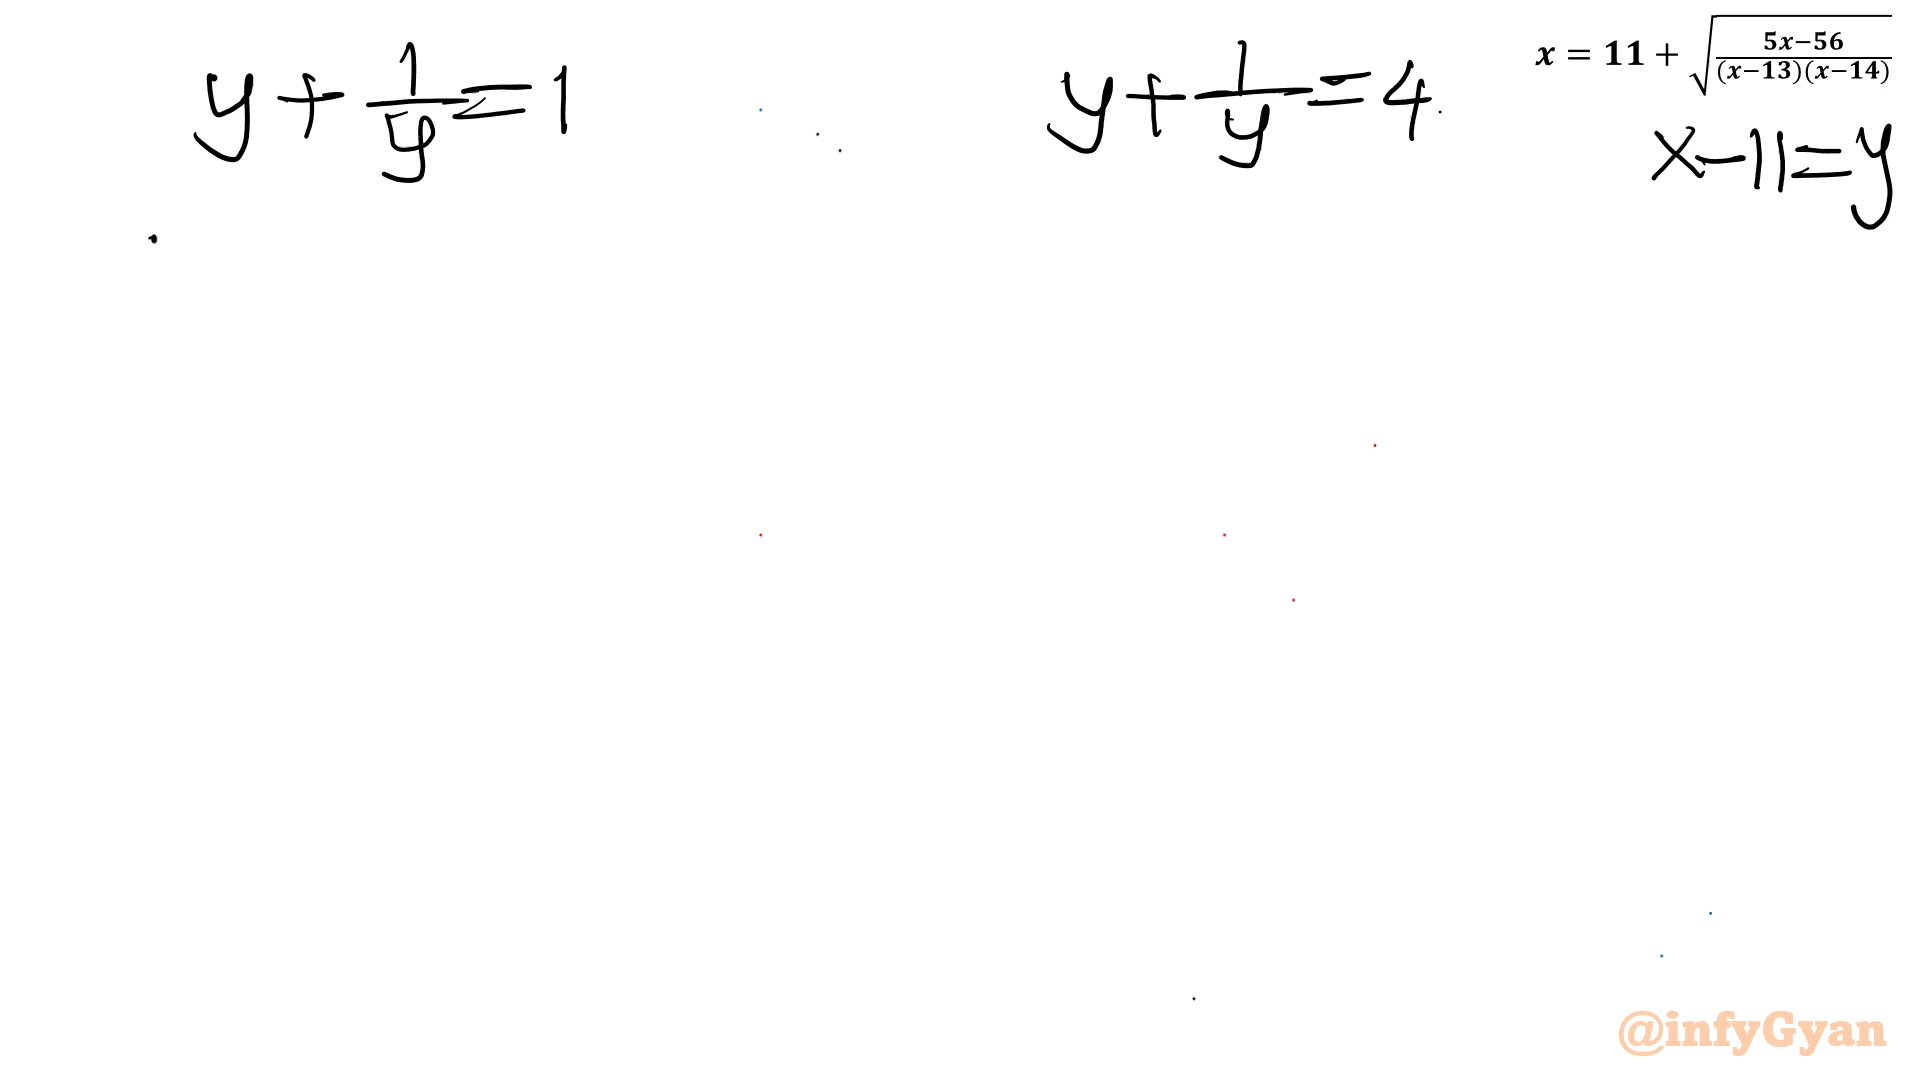 y + 1/y = 1
y + 1/y = 4
x = 11 + √((5x−56)/((x−13)(x−14)))
x − 11 = y
@infyGyan